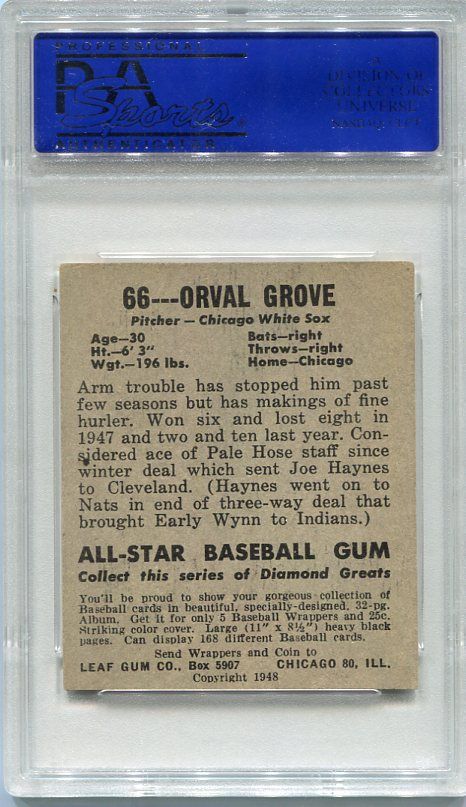 PROFESSIONAL
PSA
Sports
AUTHENTICATOR
A
DIVISION OF
COLLECTORS
UNIVERSE
NASDAQ: CLCT
66---ORVAL GROVE
Pitcher — Chicago White Sox
Age—30
Bats—right
Ht.—6' 3"
Throws—right
Wgt.—196 lbs.
Home—Chicago
Arm trouble has stopped him past
few seasons but has makings of fine
hurler. Won six and lost eight in
1947 and two and ten last year. Con-
sidered ace of Pale Hose staff since
winter deal which sent Joe Haynes
to Cleveland. (Haynes went on to
Nats in end of three-way deal that
brought Early Wynn to Indians.)
ALL-STAR BASEBALL GUM
Collect this series of Diamond Greats
You'll be proud to show your gorgeous collection of
Baseball cards in beautiful, specially-designed, 32-pg.
Album. Get it for only 5 Baseball Wrappers and 25c.
Striking color cover. Large (11" x 8½") heavy black
pages. Can display 168 different Baseball cards.
Send Wrappers and Coin to
LEAF GUM CO., Box 5907 CHICAGO 80, ILL.
Copyright 1948